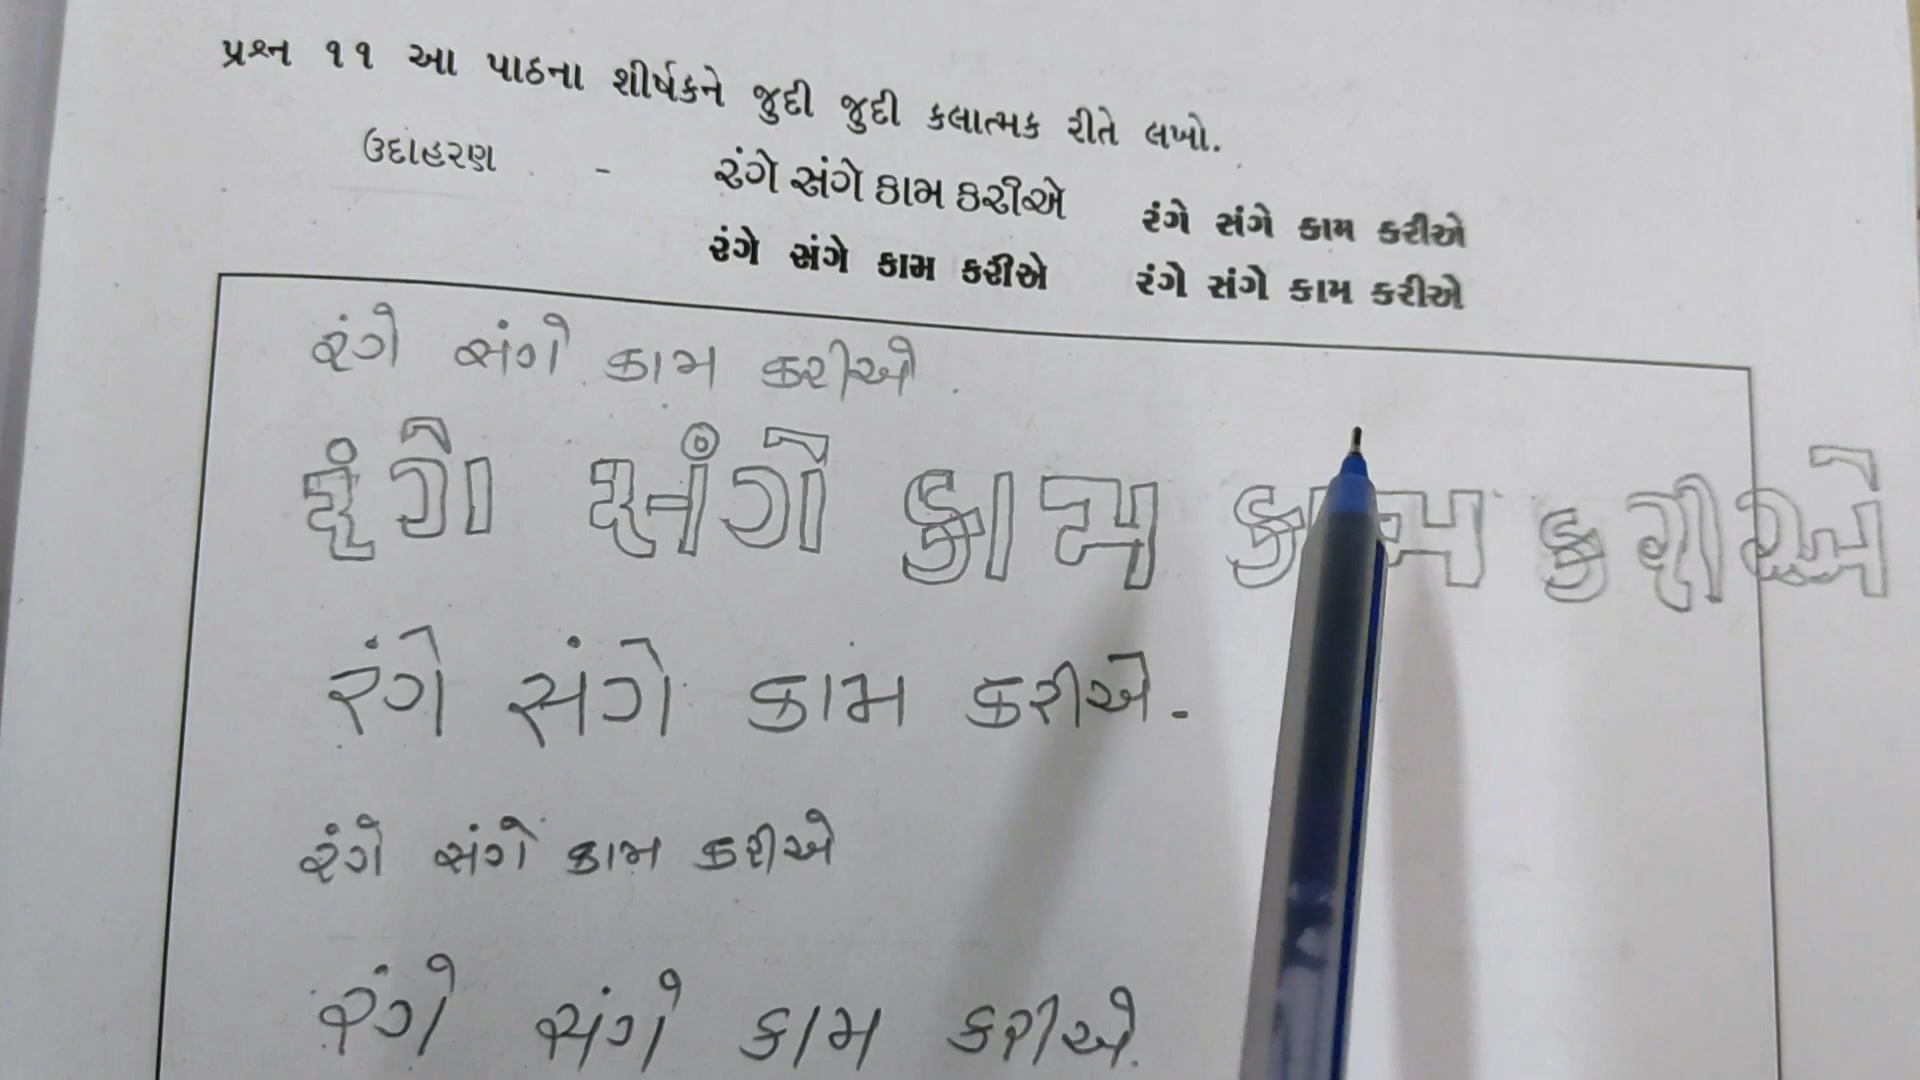 પ્રશ્ન ૧૧ આ પાઠના શીર્ષકને જુદી જુદી કલાત્મક રીતે લખો.
ઉદાહરણ - રંગે સંગે કામ કરીએ રંગે સંગે કામ કરીએ
રંગે સંગે કામ કરીએ રંગે સંગે કામ કરીએ
રંગે સંગે કામ કરીએ.
રંગે સંગે કામ કામ કરીએ
રંગે સંગે કામ કરીએ.
રંગે સંગે કામ કરીએ
રંગે સંગે કામ કરીએ.